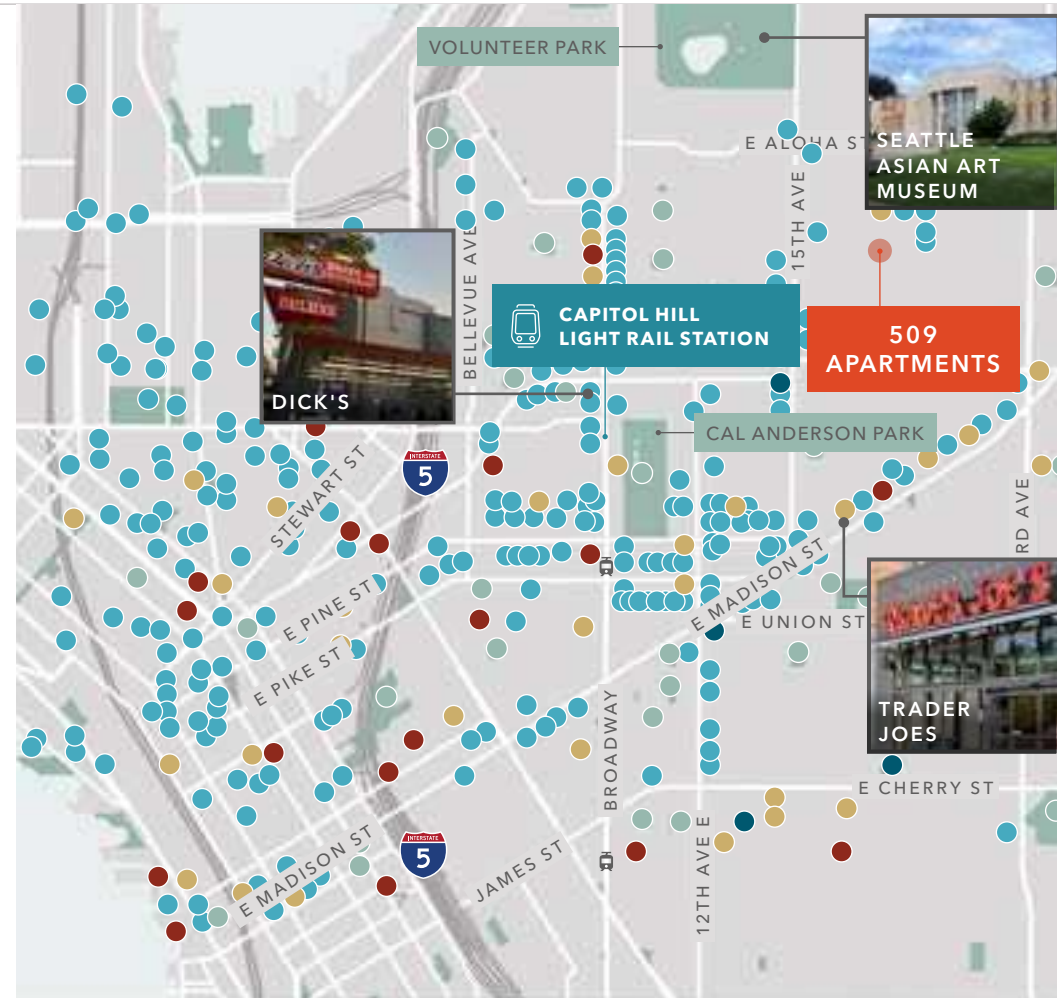 VOLUNTEER PARK
SEATTLE
ASIAN ART
MUSEUM
E ALOHA ST
15TH AVE
BELLEVUE AVE
CAPITOL HILL
LIGHT RAIL STATION
509
APARTMENTS
DICK'S
CAL ANDERSON PARK
INTERSTATE
5
STEWART ST
RD AVE
E MADISON ST
E PINE ST
E UNION ST
E PIKE ST
TRADER
JOES
BROADWAY
E CHERRY ST
12TH AVE E
INTERSTATE
5
E MADISON ST
JAMES ST